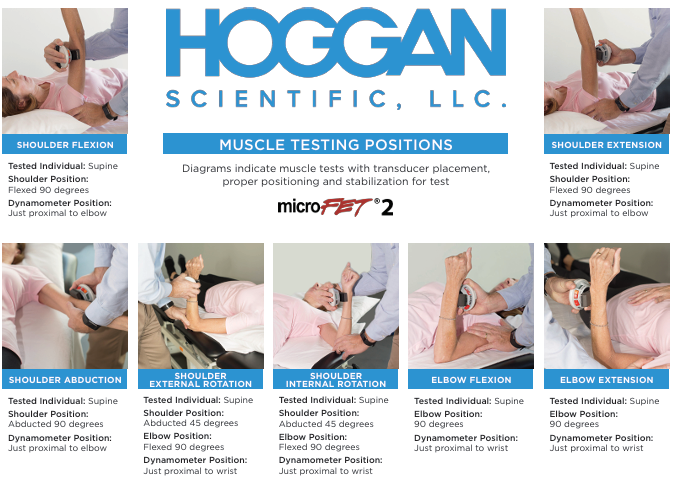 HOGGAN
SCIENTIFIC, LLC.
MUSCLE TESTING POSITIONS
Diagrams indicate muscle tests with transducer placement,
proper positioning and stabilization for test
microFET®2
SHOULDER FLEXION
Tested Individual: Supine
Shoulder Position:
Flexed 90 degrees
Dynamometer Position:
Just proximal to elbow
SHOULDER EXTENSION
Tested Individual: Supine
Shoulder Position:
Flexed 90 degrees
Dynamometer Position:
Just proximal to elbow
SHOULDER ABDUCTION
Tested Individual: Supine
Shoulder Position:
Abducted 90 degrees
Dynamometer Position:
Just proximal to elbow
SHOULDER
EXTERNAL ROTATION
Tested Individual: Supine
Shoulder Position:
Abducted 45 degrees
Elbow Position:
Flexed 90 degrees
Dynamometer Position:
Just proximal to wrist
SHOULDER
INTERNAL ROTATION
Tested Individual: Supine
Shoulder Position:
Abducted 45 degrees
Elbow Position:
Flexed 90 degrees
Dynamometer Position:
Just proximal to wrist
ELBOW FLEXION
Tested Individual: Supine
Elbow Position:
90 degrees
Dynamometer Position:
Just proximal to wrist
ELBOW EXTENSION
Tested Individual: Supine
Elbow Position:
90 degrees
Dynamometer Position:
Just proximal to wrist